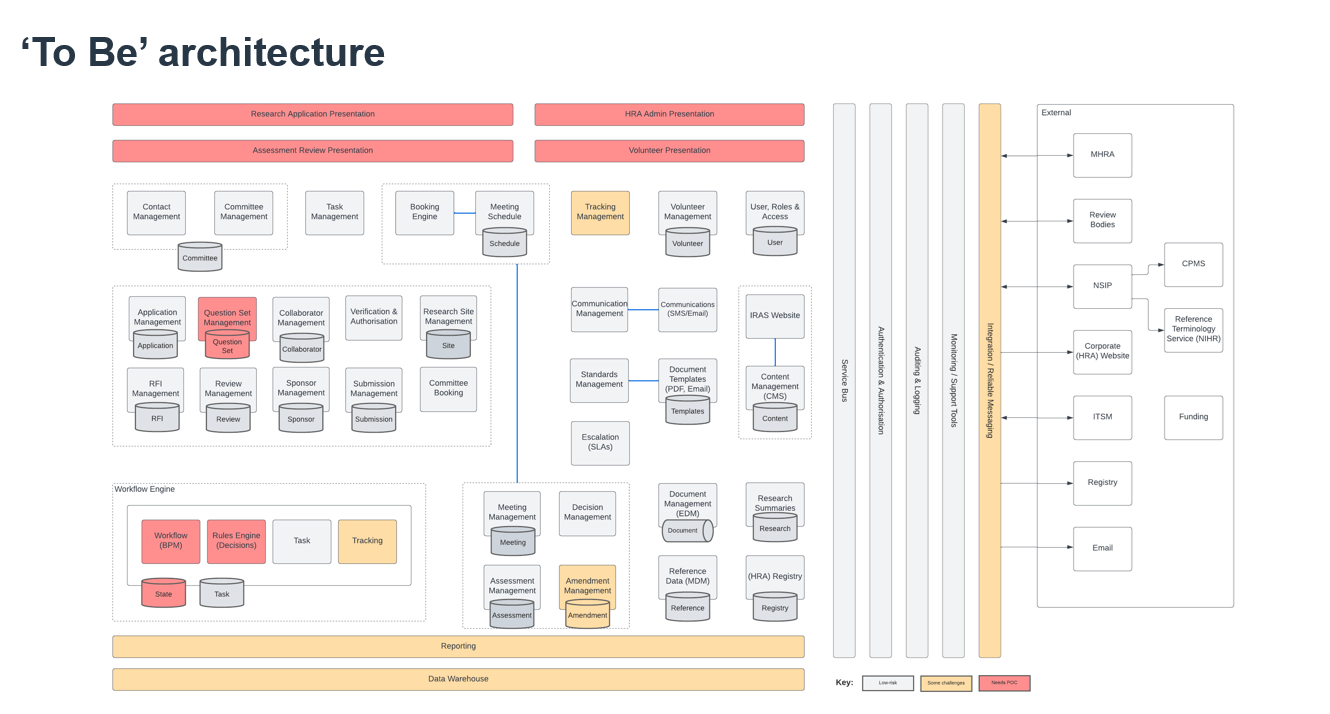 ‘To Be’ architecture
Research Application Presentation
HRA Admin Presentation
Assessment Review Presentation
Volunteer Presentation
Contact
Management
Committee
Management
Committee
Task
Management
Booking
Engine
Meeting
Schedule
Schedule
Tracking
Management
Volunteer
Management
Volunteer
User, Roles &
Access
User
Application
Management
Application
Question Set
Management
Question
Set
Collaborator
Management
Collaborator
Verification &
Authorisation
Research Site
Management
Site
RFI
Management
RFI
Review
Management
Review
Sponsor
Management
Sponsor
Submission
Management
Submission
Committee
Booking
Communication
Management
Communications
(SMS/Email)
IRAS Website
Standards
Management
Document
Templates
(PDF, Email)
Templates
Content
Management
(CMS)
Content
Escalation
(SLAs)
Workflow Engine
Workflow
(BPM)
Rules Engine
(Decisions)
Task
Tracking
State
Task
Meeting
Management
Meeting
Decision
Management
Assessment
Management
Assessment
Amendment
Management
Amendment
Document
Management
(EDM)
Document
Research
Summaries
Research
Reference
Data (MDM)
Reference
(HRA) Registry
Registry
Reporting
Data Warehouse
Service Bus
Authentication & Authorisation
Auditing & Logging
Monitoring / Support Tools
Integration / Reliable Messaging
External
MHRA
Review
Bodies
NSIP
CPMS
Reference
Terminology
Service (NIHR)
Corporate
(HRA) Website
ITSM
Funding
Registry
Email
Key:
Low-risk
Some challenges
Needs POC